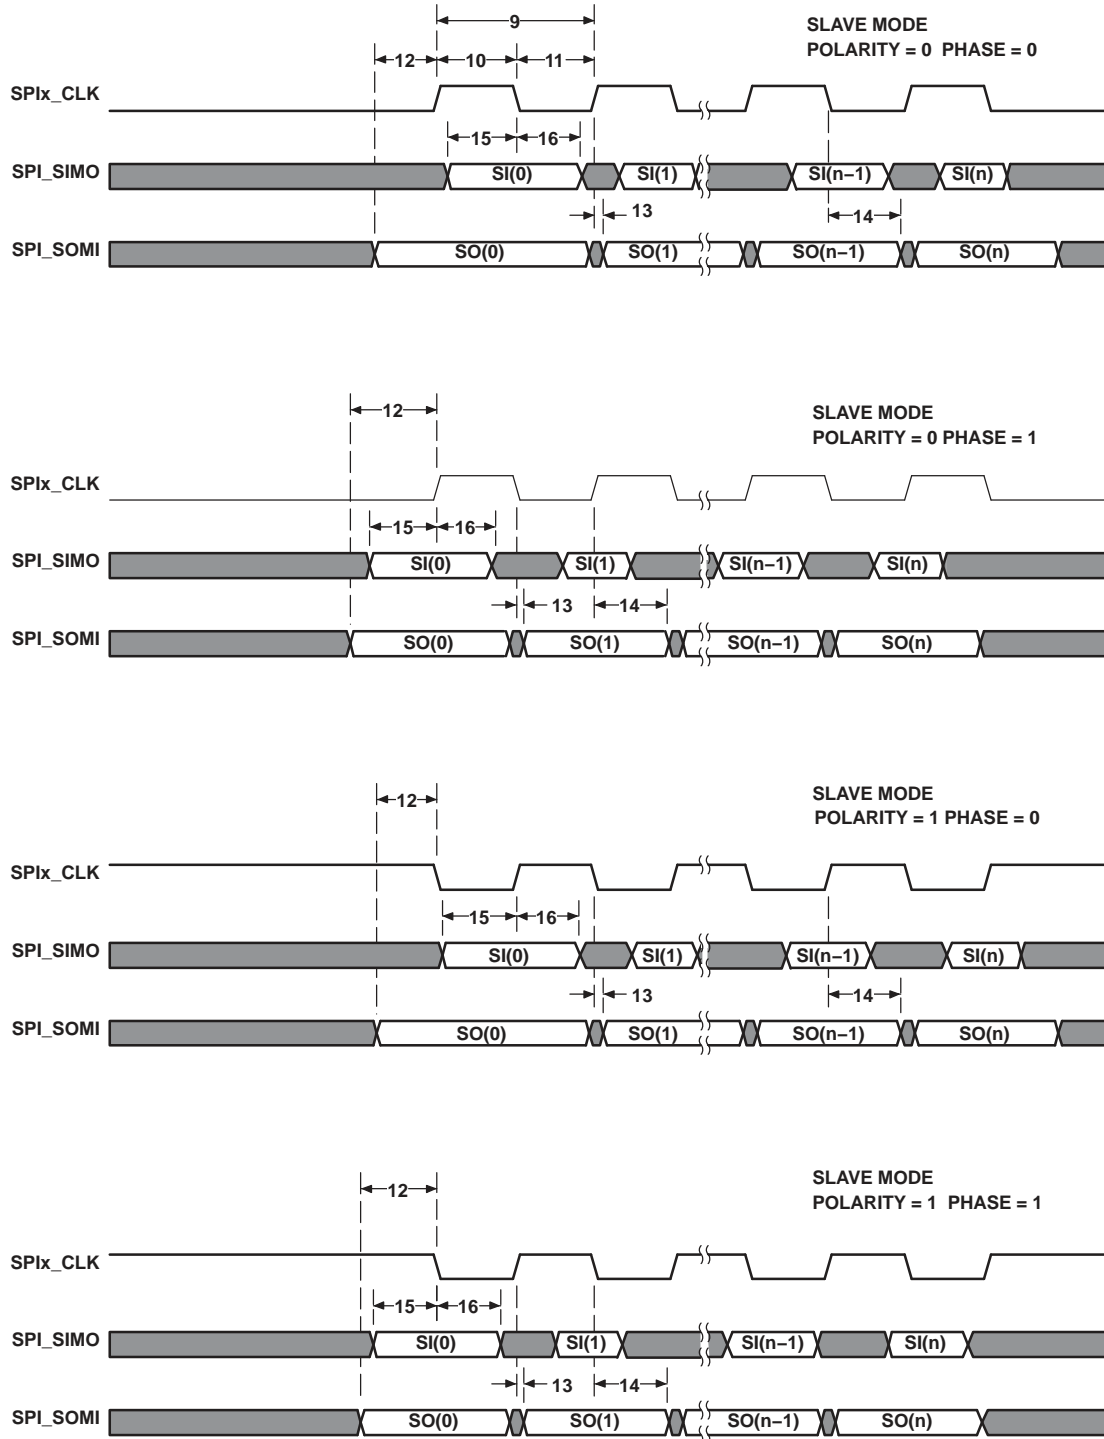 9
SLAVE MODE
POLARITY = 0 PHASE = 0
12 10 11
SPIx_CLK
15 16
SPI_SIMO SI(0) SI(1) SI(n−1) SI(n)
13 14
SPI_SOMI SO(0) SO(1) SO(n−1) SO(n)
12
SLAVE MODE
POLARITY = 0 PHASE = 1
SPIx_CLK
15 16
SPI_SIMO SI(0) SI(1) SI(n−1) SI(n)
13 14
SPI_SOMI SO(0) SO(1) SO(n−1) SO(n)
12
SLAVE MODE
POLARITY = 1 PHASE = 0
SPIx_CLK
15 16
SPI_SIMO SI(0) SI(1) SI(n−1) SI(n)
13 14
SPI_SOMI SO(0) SO(1) SO(n−1) SO(n)
12
SLAVE MODE
POLARITY = 1 PHASE = 1
SPIx_CLK
15 16
SPI_SIMO SI(0) SI(1) SI(n−1) SI(n)
13 14
SPI_SOMI SO(0) SO(1) SO(n−1) SO(n)